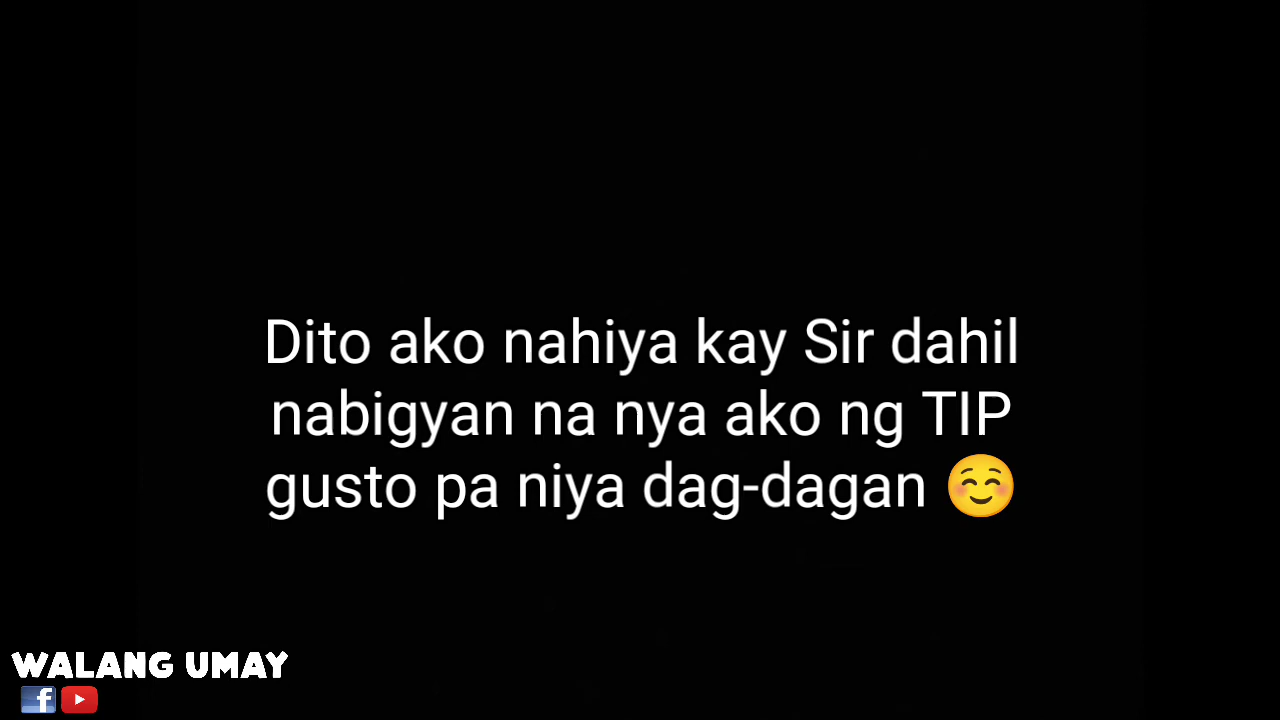 Dito ako nahiya kay Sir dahil
nabigyan na nya ako ng TIP
gusto pa niya dag-dagan ☺️
WALANG UMAY